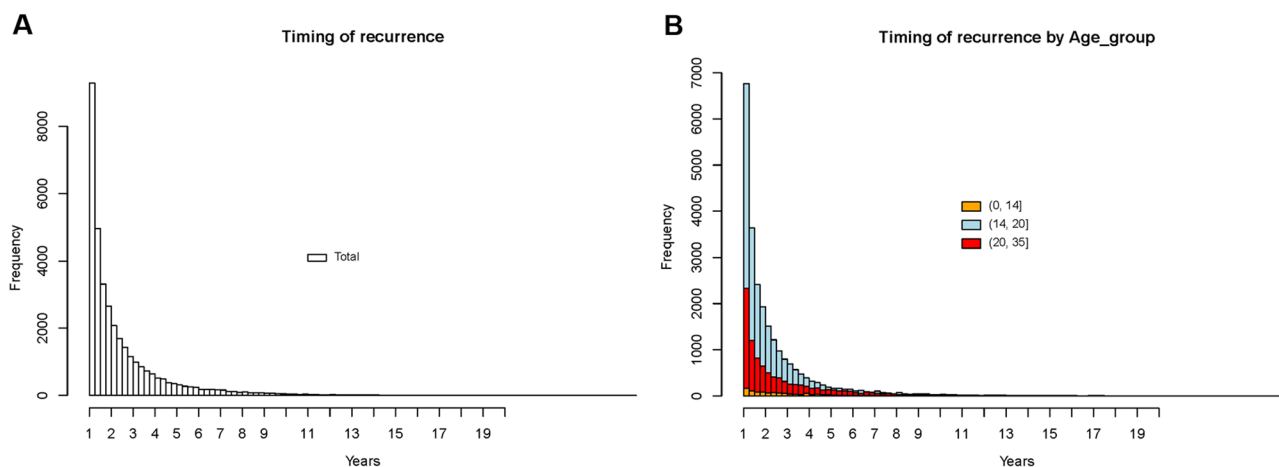 A
Timing of recurrence
Frequency
8000
6000
4000
2000
0
Total
1 2 3 4 5 6 7 8 9 11 13 15 17 19
Years
B
Timing of recurrence by Age_group
Frequency
7000
6000
5000
4000
3000
2000
1000
0
(0, 14]
(14, 20]
(20, 35]
1 2 3 4 5 6 7 8 9 11 13 15 17 19
Years